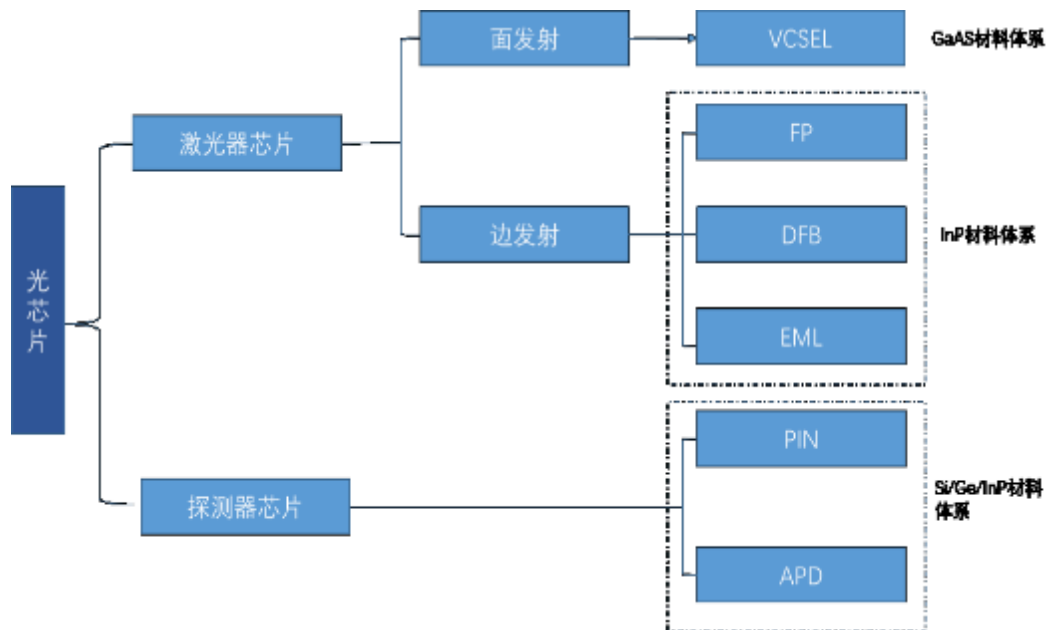 面发射
VCSEL
GaAS材料体系
FP
激光器芯片
边发射
DFB
InP材料体系
光芯片
EML
PIN
Si/Ge/InP材料
体系
探测器芯片
APD